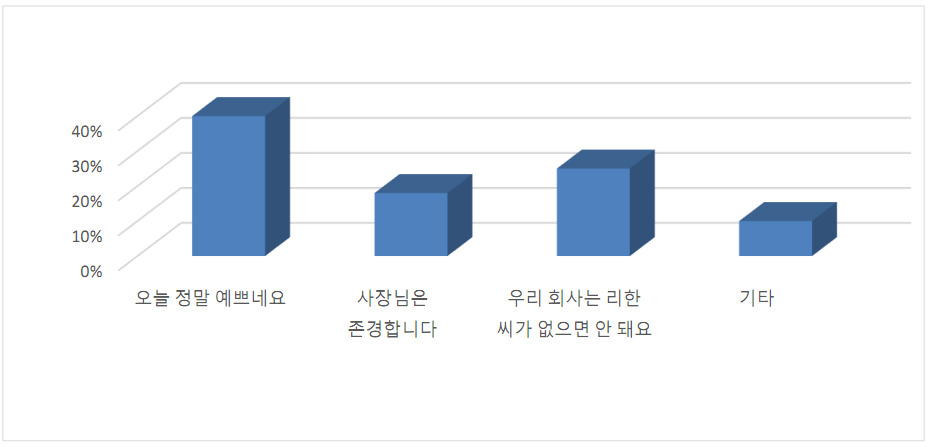 40%
30%
20%
10%
0%
오늘 정말 예쁘네요
사장님은
존경합니다
우리 회사는 리한
씨가 없으면 안 돼요
기타